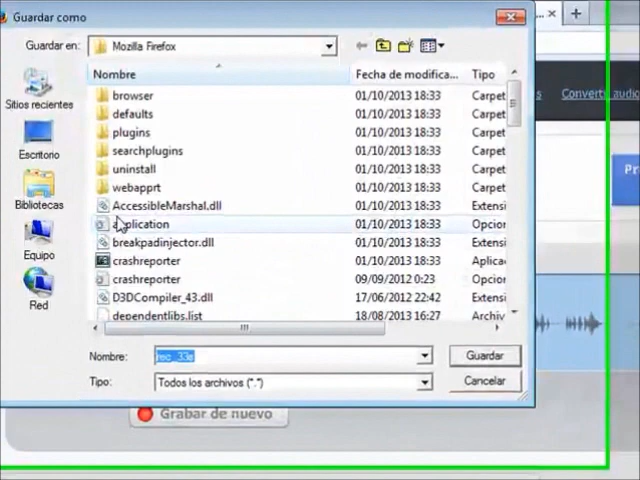 Guardar como
Guardar en: Mozilla Firefox
Nombre Fecha de modifica... Tipo
browser 01/10/2013 18:33 Carpet
defaults 01/10/2013 18:33 Carpet
plugins 01/10/2013 18:33 Carpet
searchplugins 01/10/2013 18:33 Carpet
uninstall 01/10/2013 18:33 Carpet
webapprt 01/10/2013 18:33 Carpet
AccessibleMarshal.dll 01/10/2013 18:33 Extensi
application 01/10/2013 18:33 Opcion
breakpadinjector.dll 01/10/2013 18:33 Extensi
crashreporter 01/10/2013 18:33 Aplicac
crashreporter 09/09/2012 0:23 Opcion
D3DCompiler_43.dll 17/06/2012 22:42 Extensi
dependentlibs.list 18/08/2013 16:27 Archiv
Sitios recientes
Escritorio
Bibliotecas
Equipo
Red
Nombre: rec_33s Guardar
Tipo: Todos los archivos (*.*) Cancelar
Grabar de nuevo
s Convertir audio
Pr